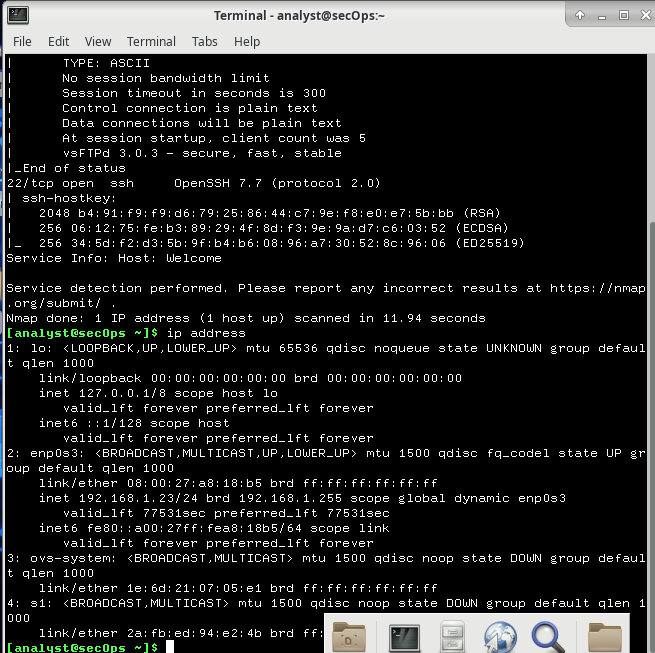 Terminal - analyst@secOps:~
File Edit View Terminal Tabs Help
| TYPE: ASCII
| No session bandwidth limit
| Session timeout in seconds is 300
| Control connection is plain text
| Data connections will be plain text
| At session startup, client count was 5
| vsFTPd 3.0.3 - secure, fast, stable
|_End of status
22/tcp open ssh OpenSSH 7.7 (protocol 2.0)
| ssh-hostkey:
| 2048 b4:91:f9:f9:d6:79:25:86:44:c7:9e:f8:e0:e7:5b:bb (RSA)
| 256 06:12:75:fe:b3:89:29:4f:8d:f3:9e:9a:d7:c6:03:52 (ECDSA)
|_ 256 34:5d:f2:d3:5b:9f:b4:b6:08:96:a7:30:52:8c:96:06 (ED25519)
Service Info: Host: Welcome
Service detection performed. Please report any incorrect results at https://nmap
.org/submit/ .
Nmap done: 1 IP address (1 host up) scanned in 11.94 seconds
[analyst@secOps ~]$ ip address
1: lo: <LOOPBACK,UP,LOWER_UP> mtu 65536 qdisc noqueue state UNKNOWN group defaul
t qlen 1000
link/loopback 00:00:00:00:00:00 brd 00:00:00:00:00:00
inet 127.0.0.1/8 scope host lo
valid_lft forever preferred_lft forever
inet6 ::1/128 scope host
valid_lft forever preferred_lft forever
2: enp0s3: <BROADCAST,MULTICAST,UP,LOWER_UP> mtu 1500 qdisc fq_codel state UP gr
oup default qlen 1000
link/ether 08:00:27:a8:18:b5 brd ff:ff:ff:ff:ff:ff
inet 192.168.1.23/24 brd 192.168.1.255 scope global dynamic enp0s3
valid_lft 77531sec preferred_lft 77531sec
inet6 fe80::a00:27ff:fea8:18b5/64 scope link
valid_lft forever preferred_lft forever
3: ovs-system: <BROADCAST,MULTICAST> mtu 1500 qdisc noop state DOWN group defaul
t qlen 1000
link/ether 1e:6d:21:07:05:e1 brd ff:ff:ff:ff:ff:ff
4: s1: <BROADCAST,MULTICAST> mtu 1500 qdisc noop state DOWN group default qlen 1
000
link/ether 2a:fb:ed:94:e2:4b brd ff:
[analyst@secOps ~]$